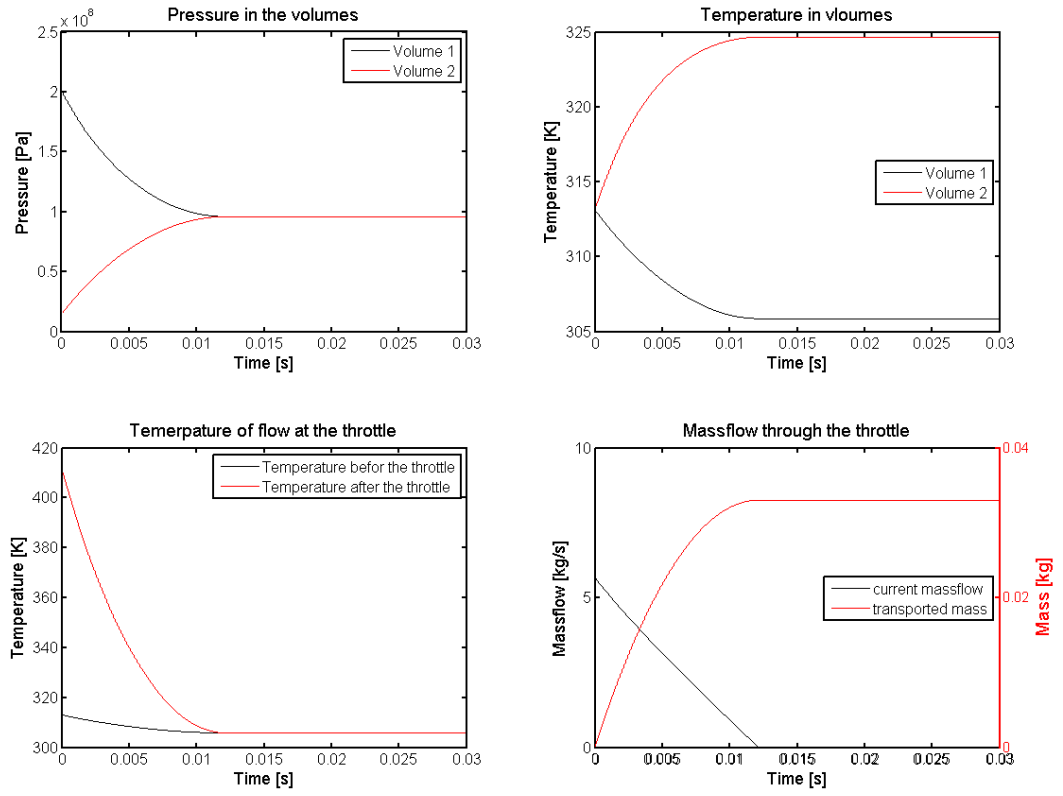 Pressure in the volumes
x 10^8
2.5
2
1.5
1
0.5
0
Pressure [Pa]
Volume 1
Volume 2
0 0.005 0.01 0.015 0.02 0.025 0.03
Time [s]
Temperature in vloumes
325
320
315
310
305
Temperature [K]
Volume 1
Volume 2
0 0.005 0.01 0.015 0.02 0.025 0.03
Time [s]
Temerpature of flow at the throttle
420
400
380
360
340
320
300
Temperature [K]
Temperature befor the throttle
Temperature after the throttle
0 0.005 0.01 0.015 0.02 0.025 0.03
Time [s]
Massflow through the throttle
10
5
0
Massflow [kg/s]
current massflow
transported mass
0.04
0.02
0
Mass [kg]
0 0.005 0.01 0.015 0.02 0.025 0.03
Time [s]